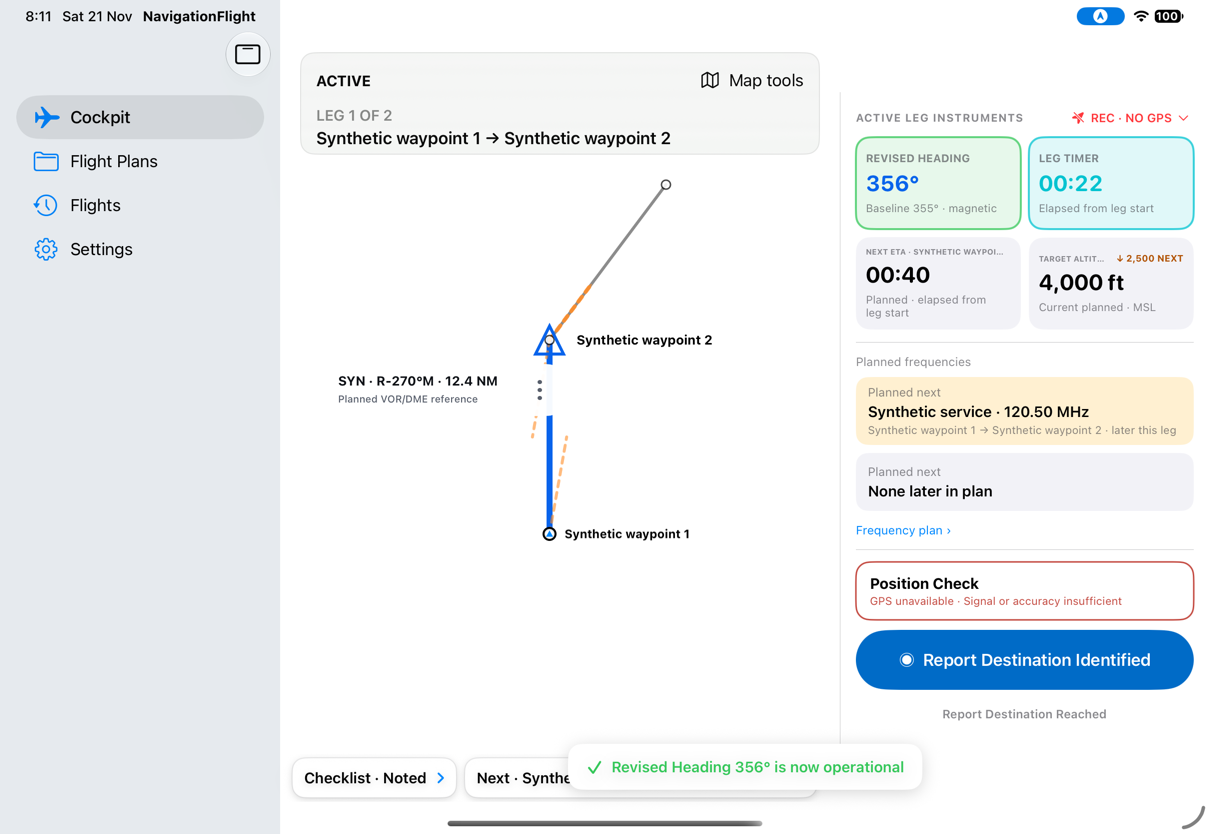 8:11 Sat 21 Nov NavigationFlight
100
Cockpit
Flight Plans
Flights
Settings
ACTIVE
Map tools
LEG 1 OF 2
Synthetic waypoint 1 → Synthetic waypoint 2
Synthetic waypoint 2
SYN · R-270°M · 12.4 NM
Planned VOR/DME reference
Synthetic waypoint 1
Checklist · Noted
Next · Synthe
Revised Heading 356° is now operational
ACTIVE LEG INSTRUMENTS
REC · NO GPS
REVISED HEADING
356°
Baseline 355° · magnetic
LEG TIMER
00:22
Elapsed from leg start
NEXT ETA · SYNTHETIC WAYPOI...
00:40
Planned · elapsed from
leg start
TARGET ALTIT... ↓ 2,500 NEXT
4,000 ft
Current planned · MSL
Planned frequencies
Planned next
Synthetic service · 120.50 MHz
Synthetic waypoint 1 → Synthetic waypoint 2 · later this leg
Planned next
None later in plan
Frequency plan ›
Position Check
GPS unavailable · Signal or accuracy insufficient
Report Destination Identified
Report Destination Reached